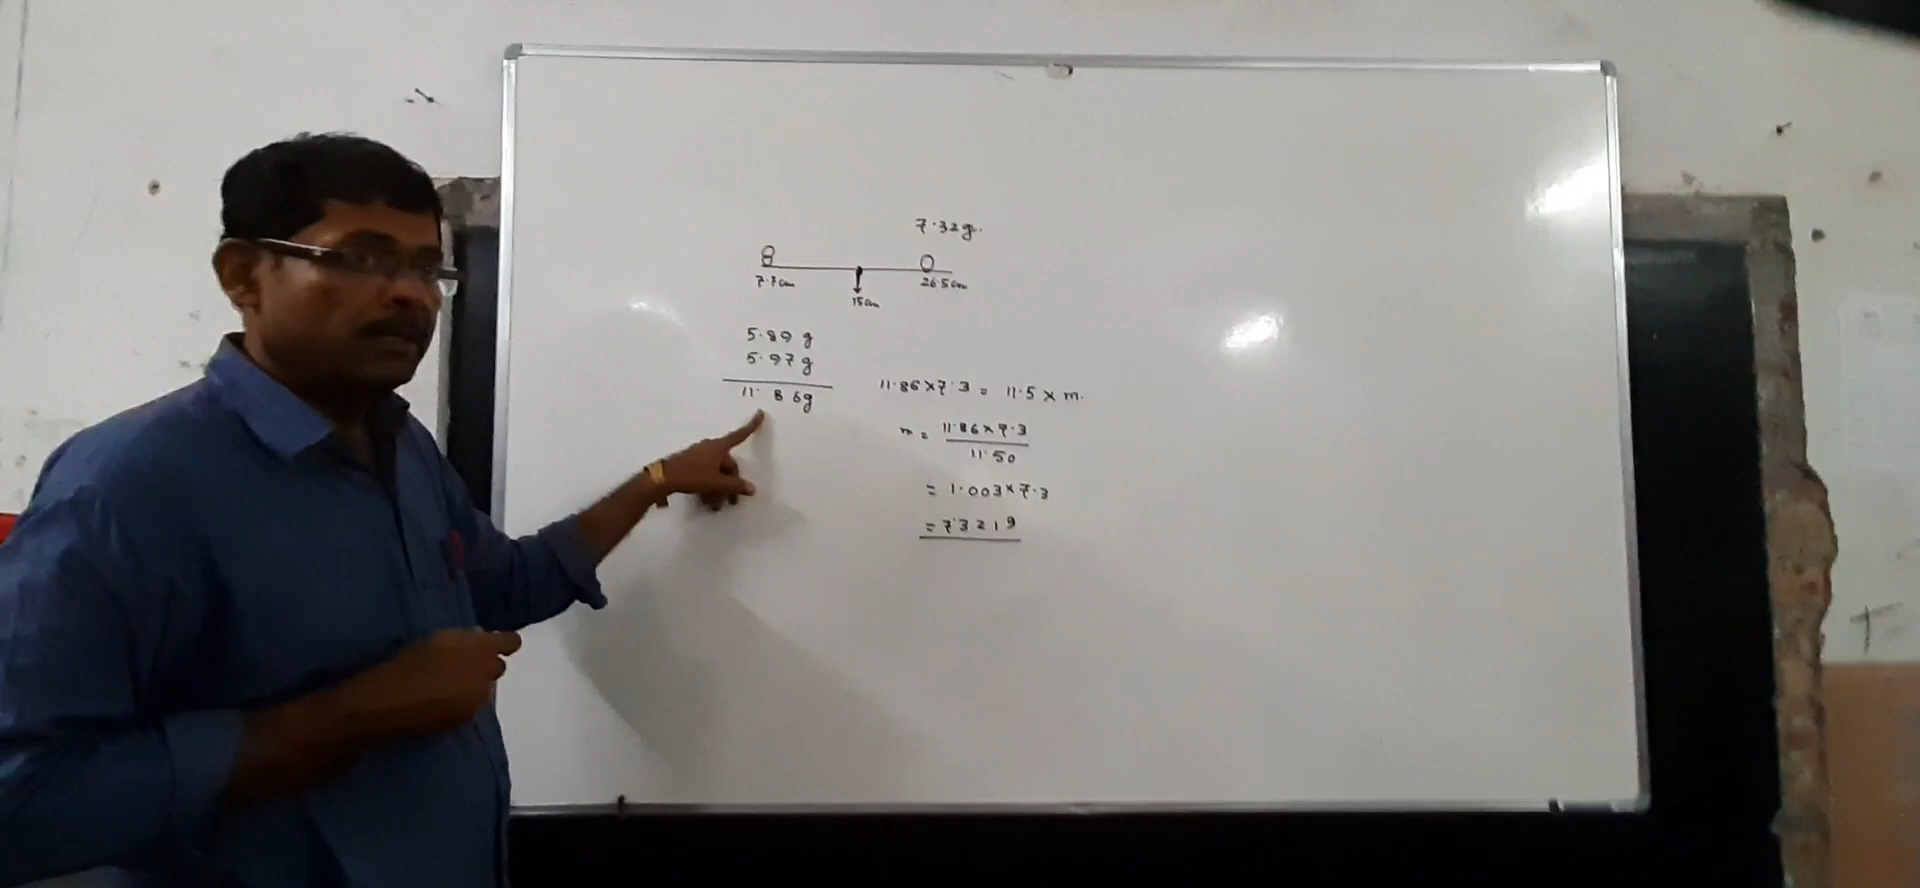 7.32g.
7.7cm
15cm
26.5cm
5.89 g
5.97 g
11.86g
11.86×7.3 = 11.5 × m.
m = 11.86×7.3
11.50
= 1.003×7.3
= 7.321g